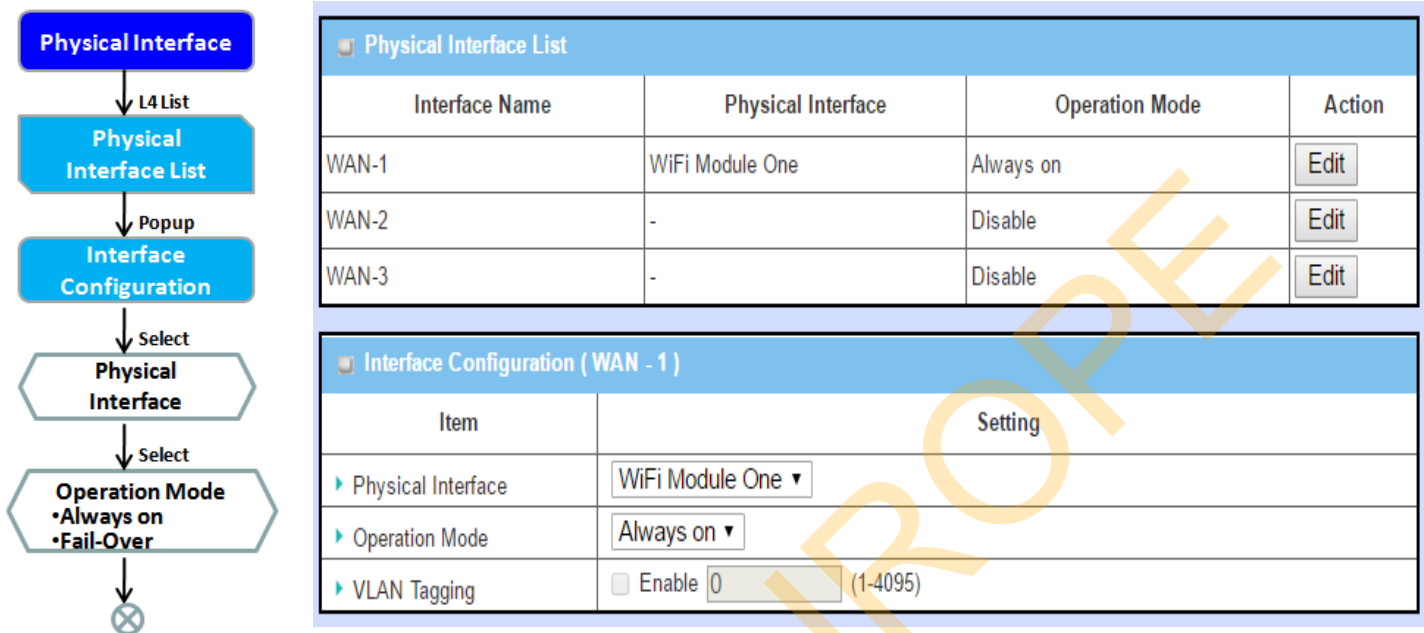 Physical Interface
L4 List
Physical
Interface List
Popup
Interface
Configuration
Select
Physical
Interface
Select
Operation Mode
•Always on
•Fail-Over
Physical Interface List
Interface Name Physical Interface Operation Mode Action
WAN-1 WiFi Module One Always on Edit
WAN-2 - Disable Edit
WAN-3 - Disable Edit
Interface Configuration ( WAN - 1 )
Item Setting
Physical Interface WiFi Module One
Operation Mode Always on
VLAN Tagging Enable 0 (1-4095)
IROPE